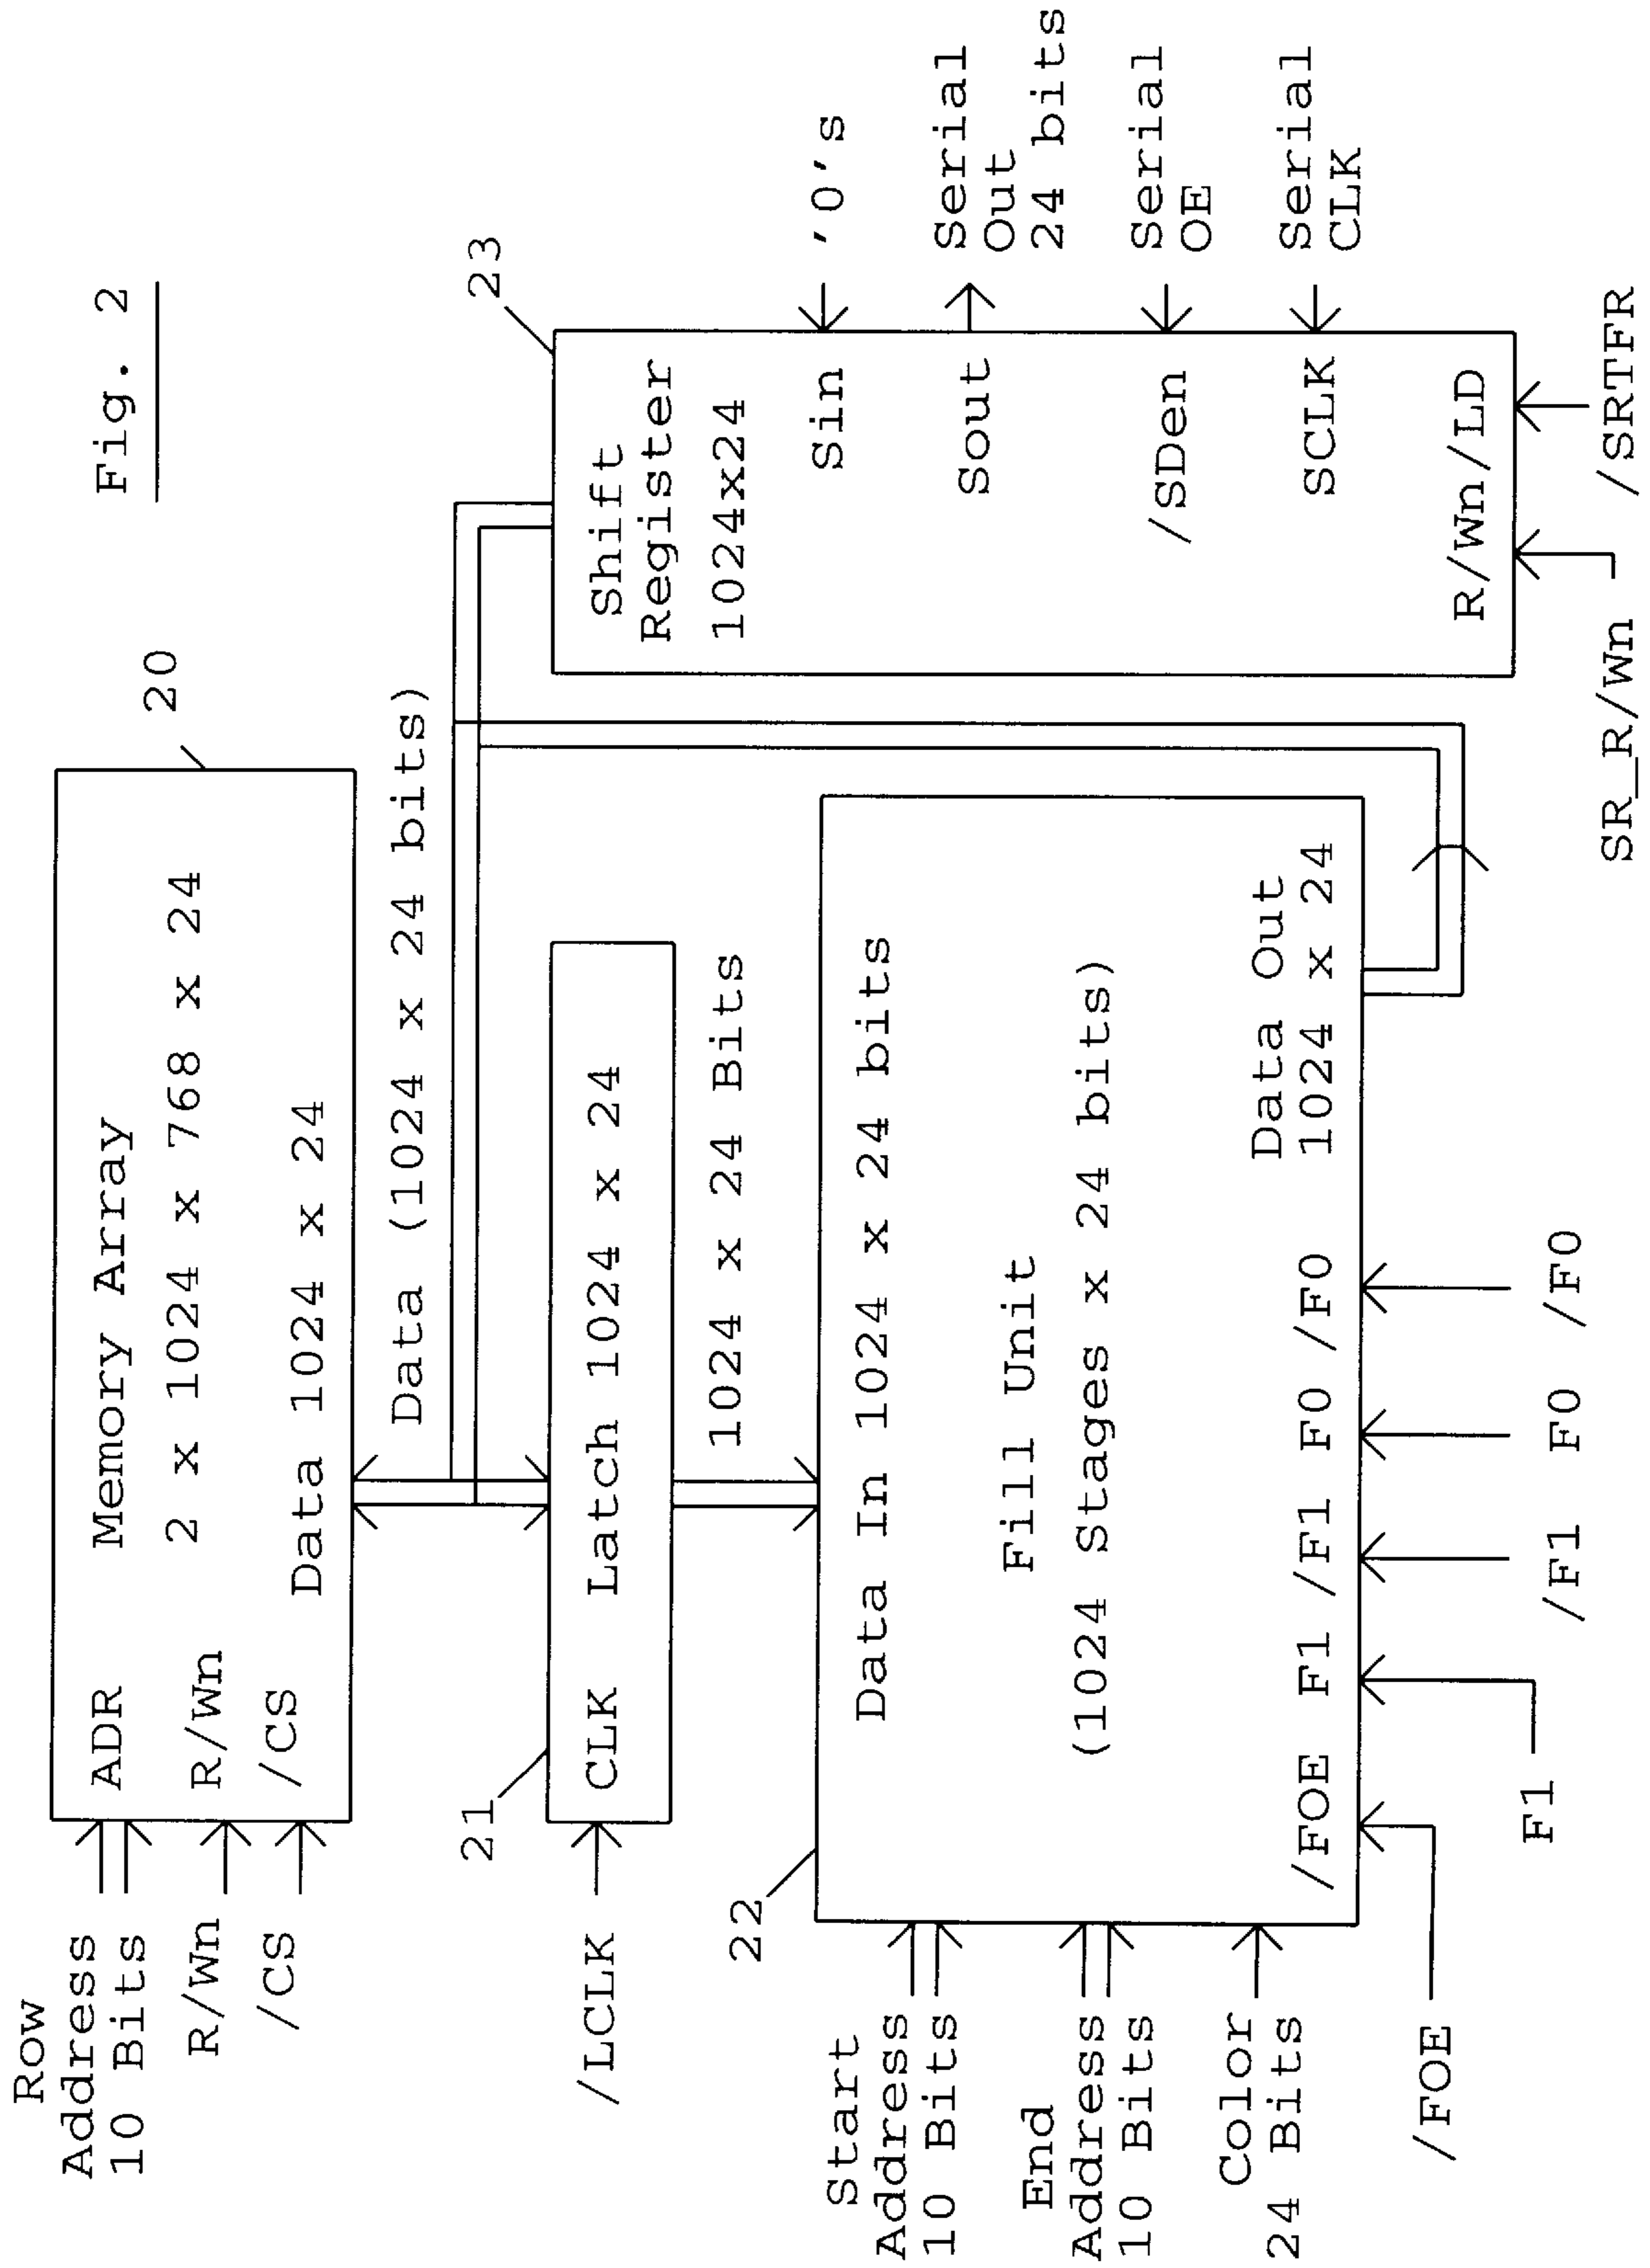 Fig. 2
Row
Address
10 Bits
R/Wn
/CS
ADR
R/Wn
/CS
Memory Array
2 x 1024 x 768 x 24
Data 1024 x 24
20
Data (1024 x 24 bits)
21
/LCLK
CLK Latch 1024 x 24
1024 x 24 Bits
22
Start
Address
10 Bits
End
Address
10 Bits
Color
24 Bits
Data In 1024 x 24 bits
Fill Unit
(1024 Stages x 24 bits)
Data Out
1024 x 24
/FOE F1 /F1 F0 /F0
/FOE
F1
/F1 F0 /F0
23
Shift
Register
1024x24
Sin
Sout
/SDen
SCLK
R/Wn/LD
'0's
Serial
Out
24 bits
Serial
OE
Serial
CLK
SR_R/Wn
/SRTFR